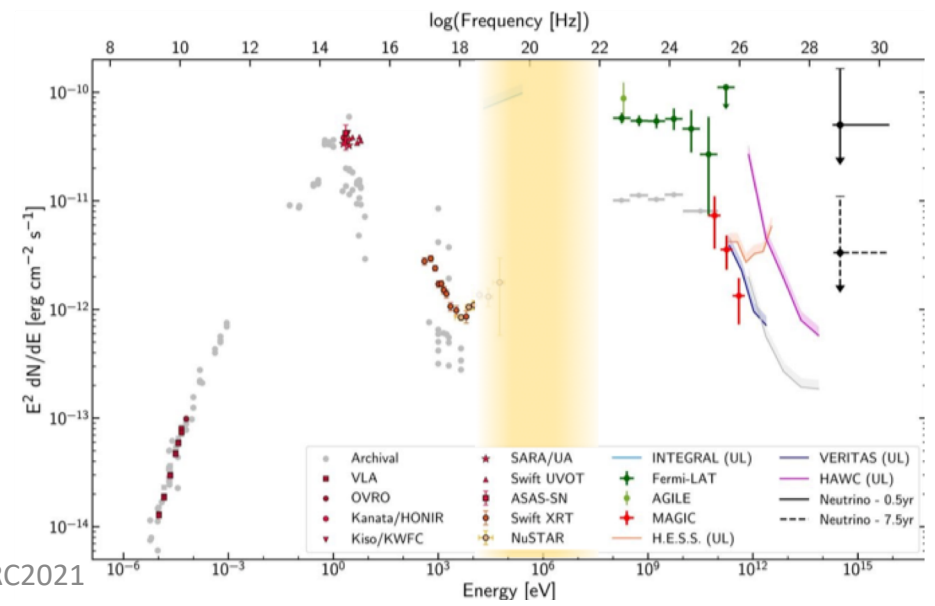 log(Frequency [Hz])
8 10 12 14 16 18 20 22 24 26 28 30
E² dN/dE [erg cm⁻² s⁻¹]
10⁻¹⁰
10⁻¹¹
10⁻¹²
10⁻¹³
10⁻¹⁴
Archival
VLA
OVRO
Kanata/HONIR
Kiso/KWFC
SARA/UA
Swift UVOT
ASAS-SN
Swift XRT
NuSTAR
INTEGRAL (UL)
Fermi-LAT
AGILE
MAGIC
H.E.S.S. (UL)
VERITAS (UL)
HAWC (UL)
Neutrino - 0.5yr
Neutrino - 7.5yr
10⁻⁶ 10⁻³ 10⁰ 10³ 10⁶ 10⁹ 10¹² 10¹⁵
Energy [eV]
RC2021